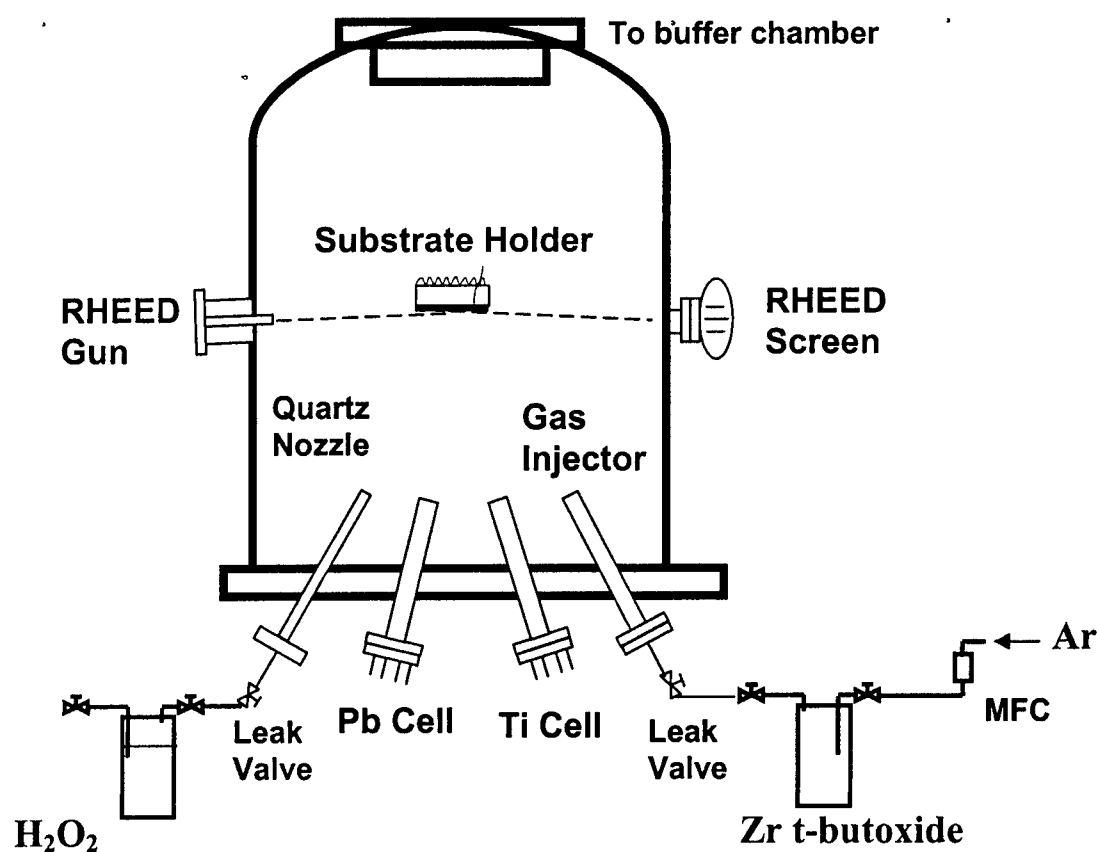 To buffer chamber
Substrate Holder
RHEED
Gun
RHEED
Screen
Quartz
Nozzle
Gas
Injector
Ar
MFC
Leak
Valve
Pb Cell
Ti Cell
Leak
Valve
H₂O₂
Zr t-butoxide